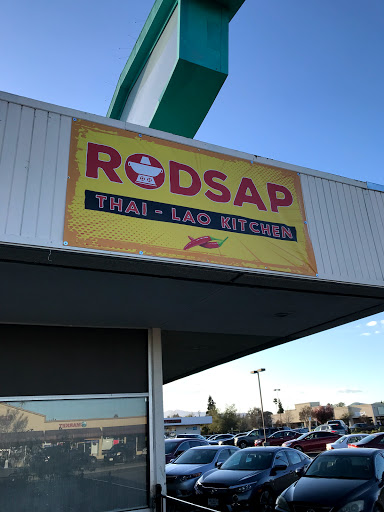 RODSAP
THAI - LAO KITCHEN